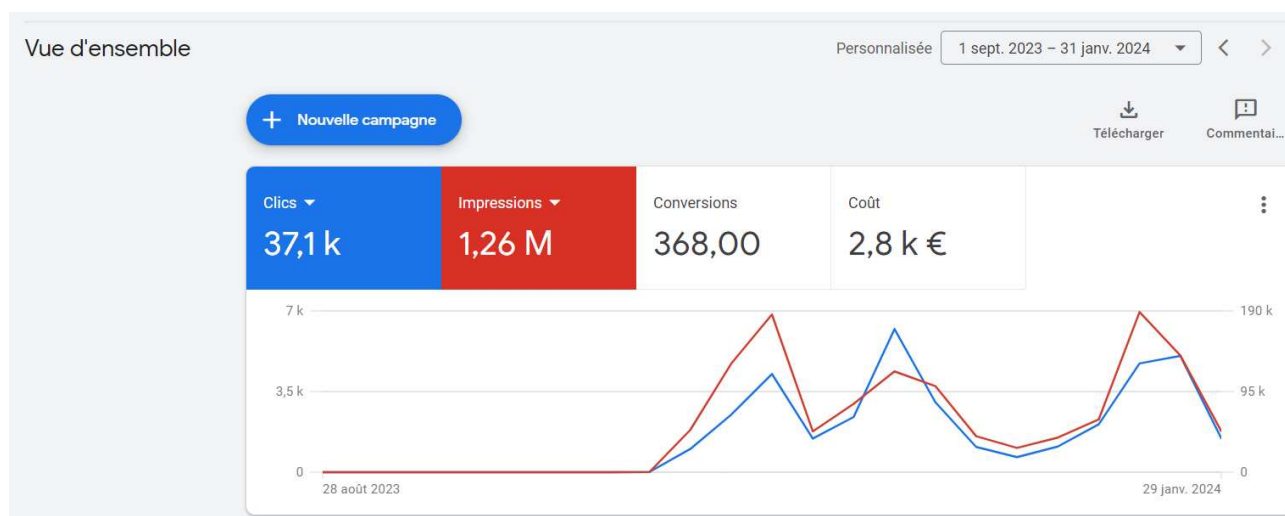 Vue d'ensemble
Personnalisée 1 sept. 2023 – 31 janv. 2024
Nouvelle campagne
Télécharger
Commentai...
Clics
37,1 k
Impressions
1,26 M
Conversions
368,00
Coût
2,8 k €
7 k
190 k
3,5 k
95 k
0
0
28 août 2023
29 janv. 2024